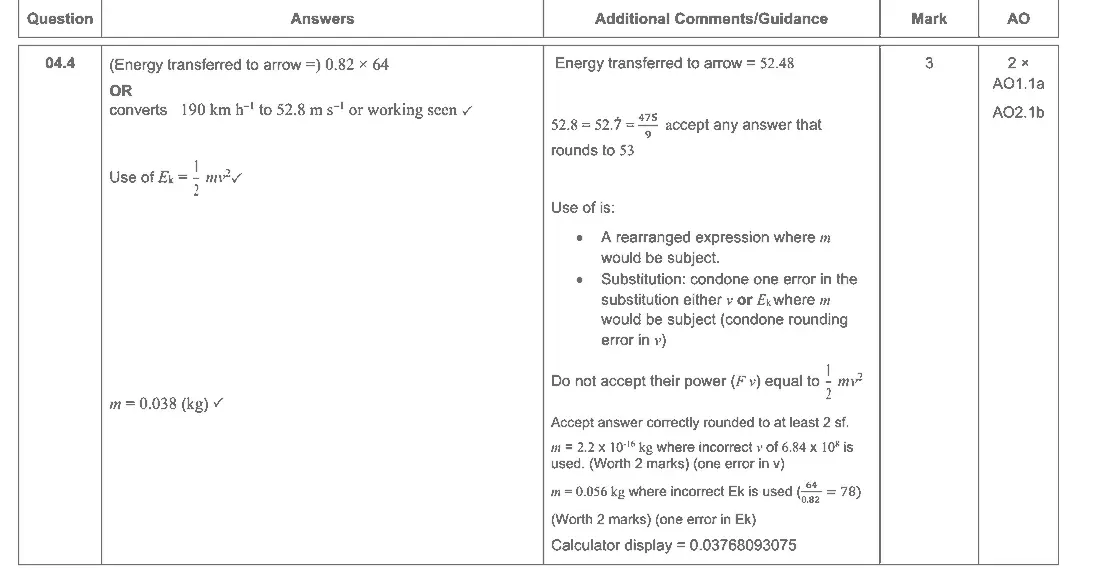 Question Answers Additional Comments/Guidance Mark AO
04.4 (Energy transferred to arrow =) 0.82 × 64 Energy transferred to arrow = 52.48 3 2 ×
OR AO1.1a
converts 190 km h⁻¹ to 52.8 m s⁻¹ or working seen ✓ AO2.1b
52.8 = 52.7̇ = 475/9 accept any answer that
rounds to 53
Use of Eₖ = 1/2 mv² ✓
Use of is:
• A rearranged expression where m
would be subject.
• Substitution: condone one error in the
substitution either v or Eₖ where m
would be subject (condone rounding
error in v)
Do not accept their power (F v) equal to 1/2 mv²
m = 0.038 (kg) ✓
Accept answer correctly rounded to at least 2 sf.
m = 2.2 x 10⁻¹⁶ kg where incorrect v of 6.84 x 10⁸ is
used. (Worth 2 marks) (one error in v)
m = 0.056 kg where incorrect Ek is used (64/0.82 = 78)
(Worth 2 marks) (one error in Ek)
Calculator display = 0.03768093075